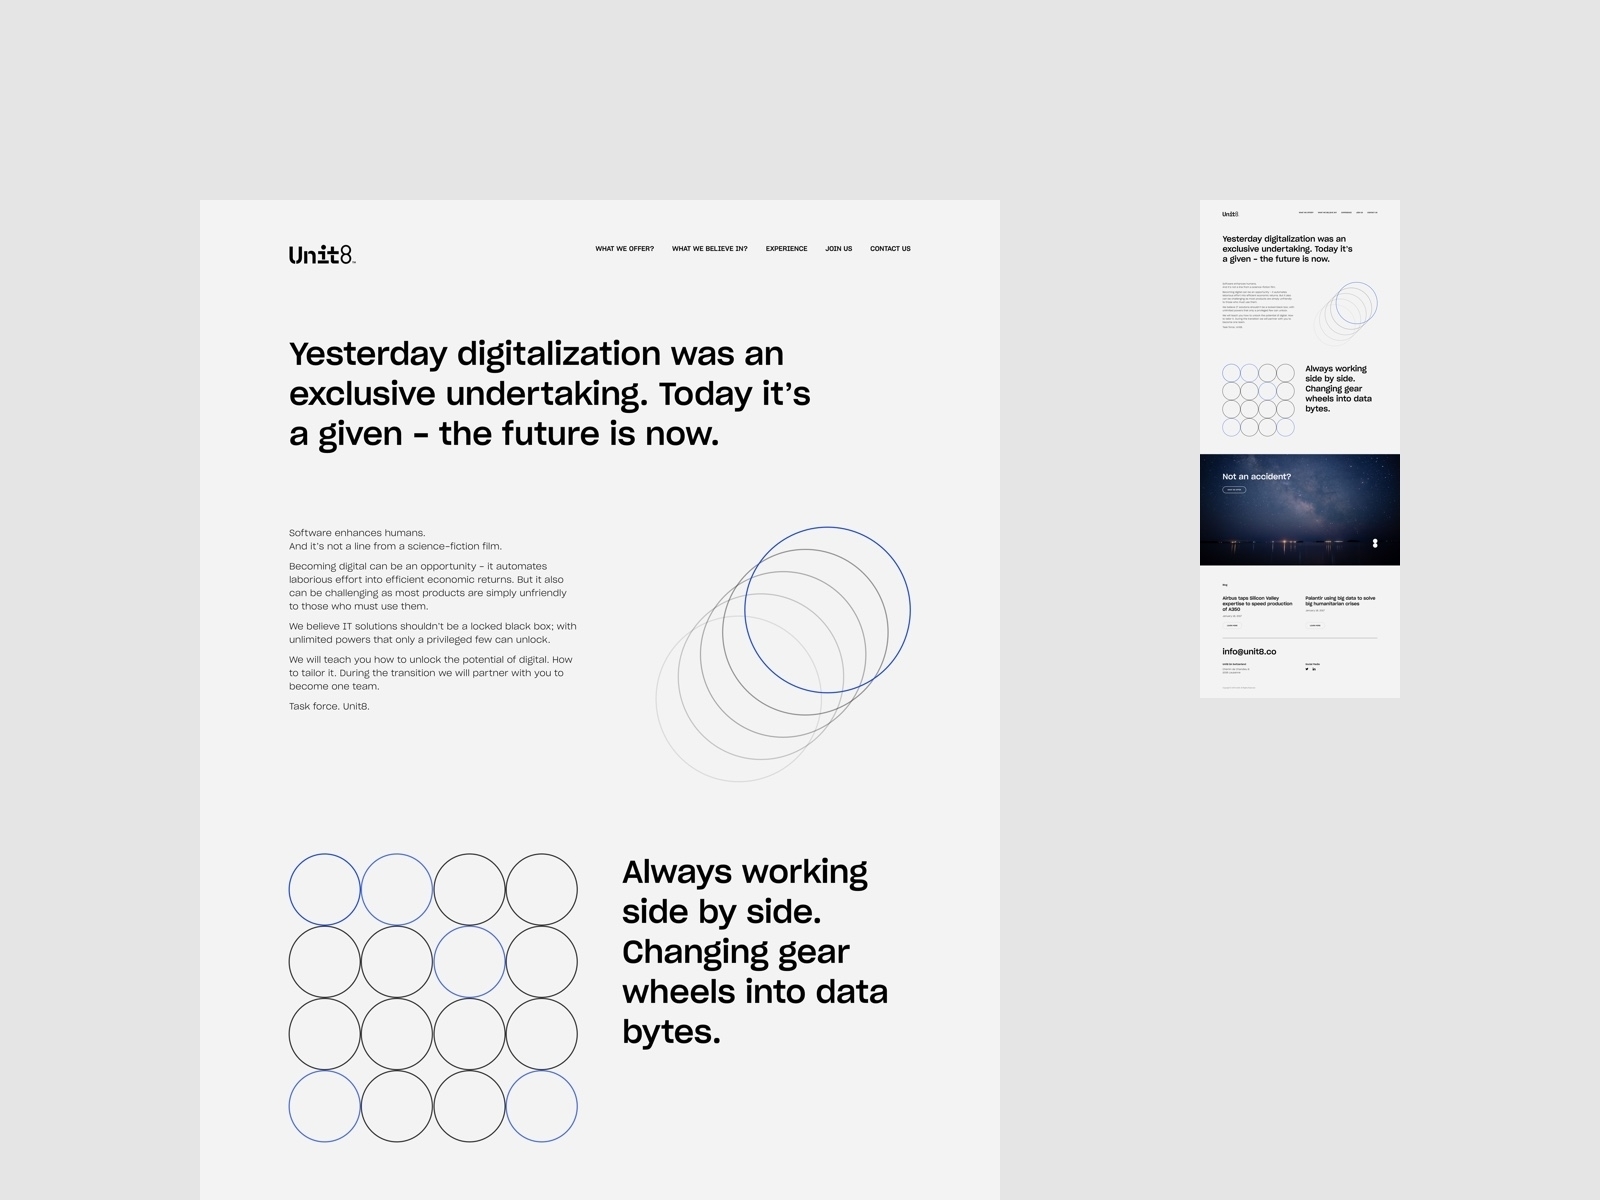 Unit8
WHAT WE OFFER? WHAT WE BELIEVE IN? EXPERIENCE JOIN US CONTACT US
Yesterday digitalization was an
exclusive undertaking. Today it’s
a given – the future is now.
Software enhances humans.
And it’s not a line from a science–fiction film.
Becoming digital can be an opportunity – it automates
laborious effort into efficient economic returns. But it also
can be challenging as most products are simply unfriendly
to those who must use them.
We believe IT solutions shouldn’t be a locked black box; with
unlimited powers that only a privileged few can unlock.
We will teach you how to unlock the potential of digital. How
to tailor it. During the transition we will partner with you to
become one team.
Task force. Unit8.
Always working
side by side.
Changing gear
wheels into data
bytes.
Unit8
Yesterday digitalization was an
exclusive undertaking. Today it’s
a given – the future is now.
Always working
side by side.
Changing gear
wheels into data
bytes.
Not an accident?
Airbus taps Silicon Valley
expertise to speed production
of A350
Palantir using big data to solve
big humanitarian crises
info@unit8.co